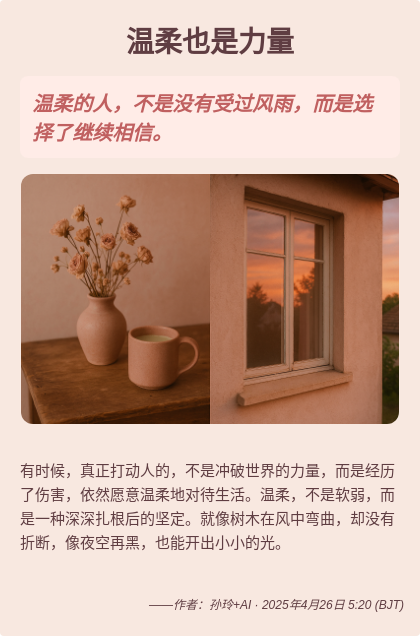 温柔也是力量
温柔的人，不是没有受过风雨，而是选
择了继续相信。
有时候，真正打动人的，不是冲破世界的力量，而是经历
了伤害，依然愿意温柔地对待生活。温柔，不是软弱，而
是一种深深扎根后的坚定。就像树木在风中弯曲，却没有
折断，像夜空再黑，也能开出小小的光。
——作者：孙玲+AI · 2025年4月26日 5:20 (BJT)